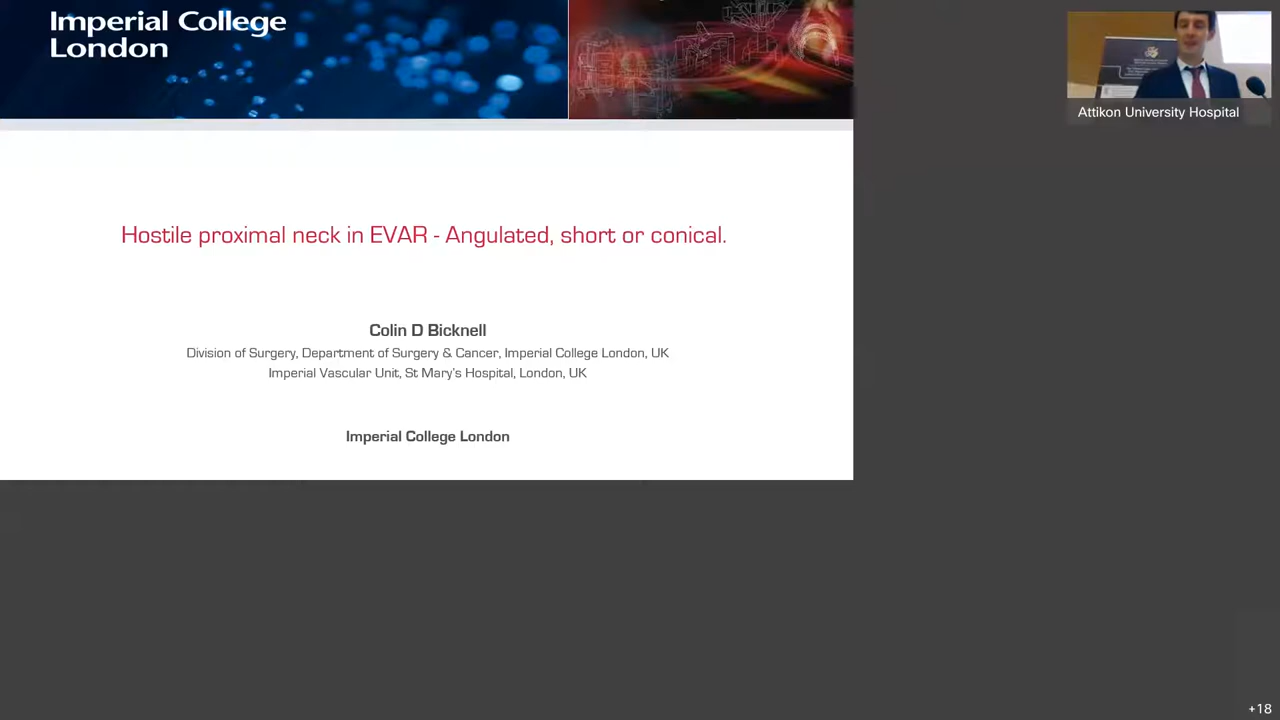 Imperial College
London
Attikon University Hospital
Hostile proximal neck in EVAR - Angulated, short or conical.
Colin D Bicknell
Division of Surgery, Department of Surgery & Cancer, Imperial College London, UK
Imperial Vascular Unit, St Mary's Hospital, London, UK
Imperial College London
+18